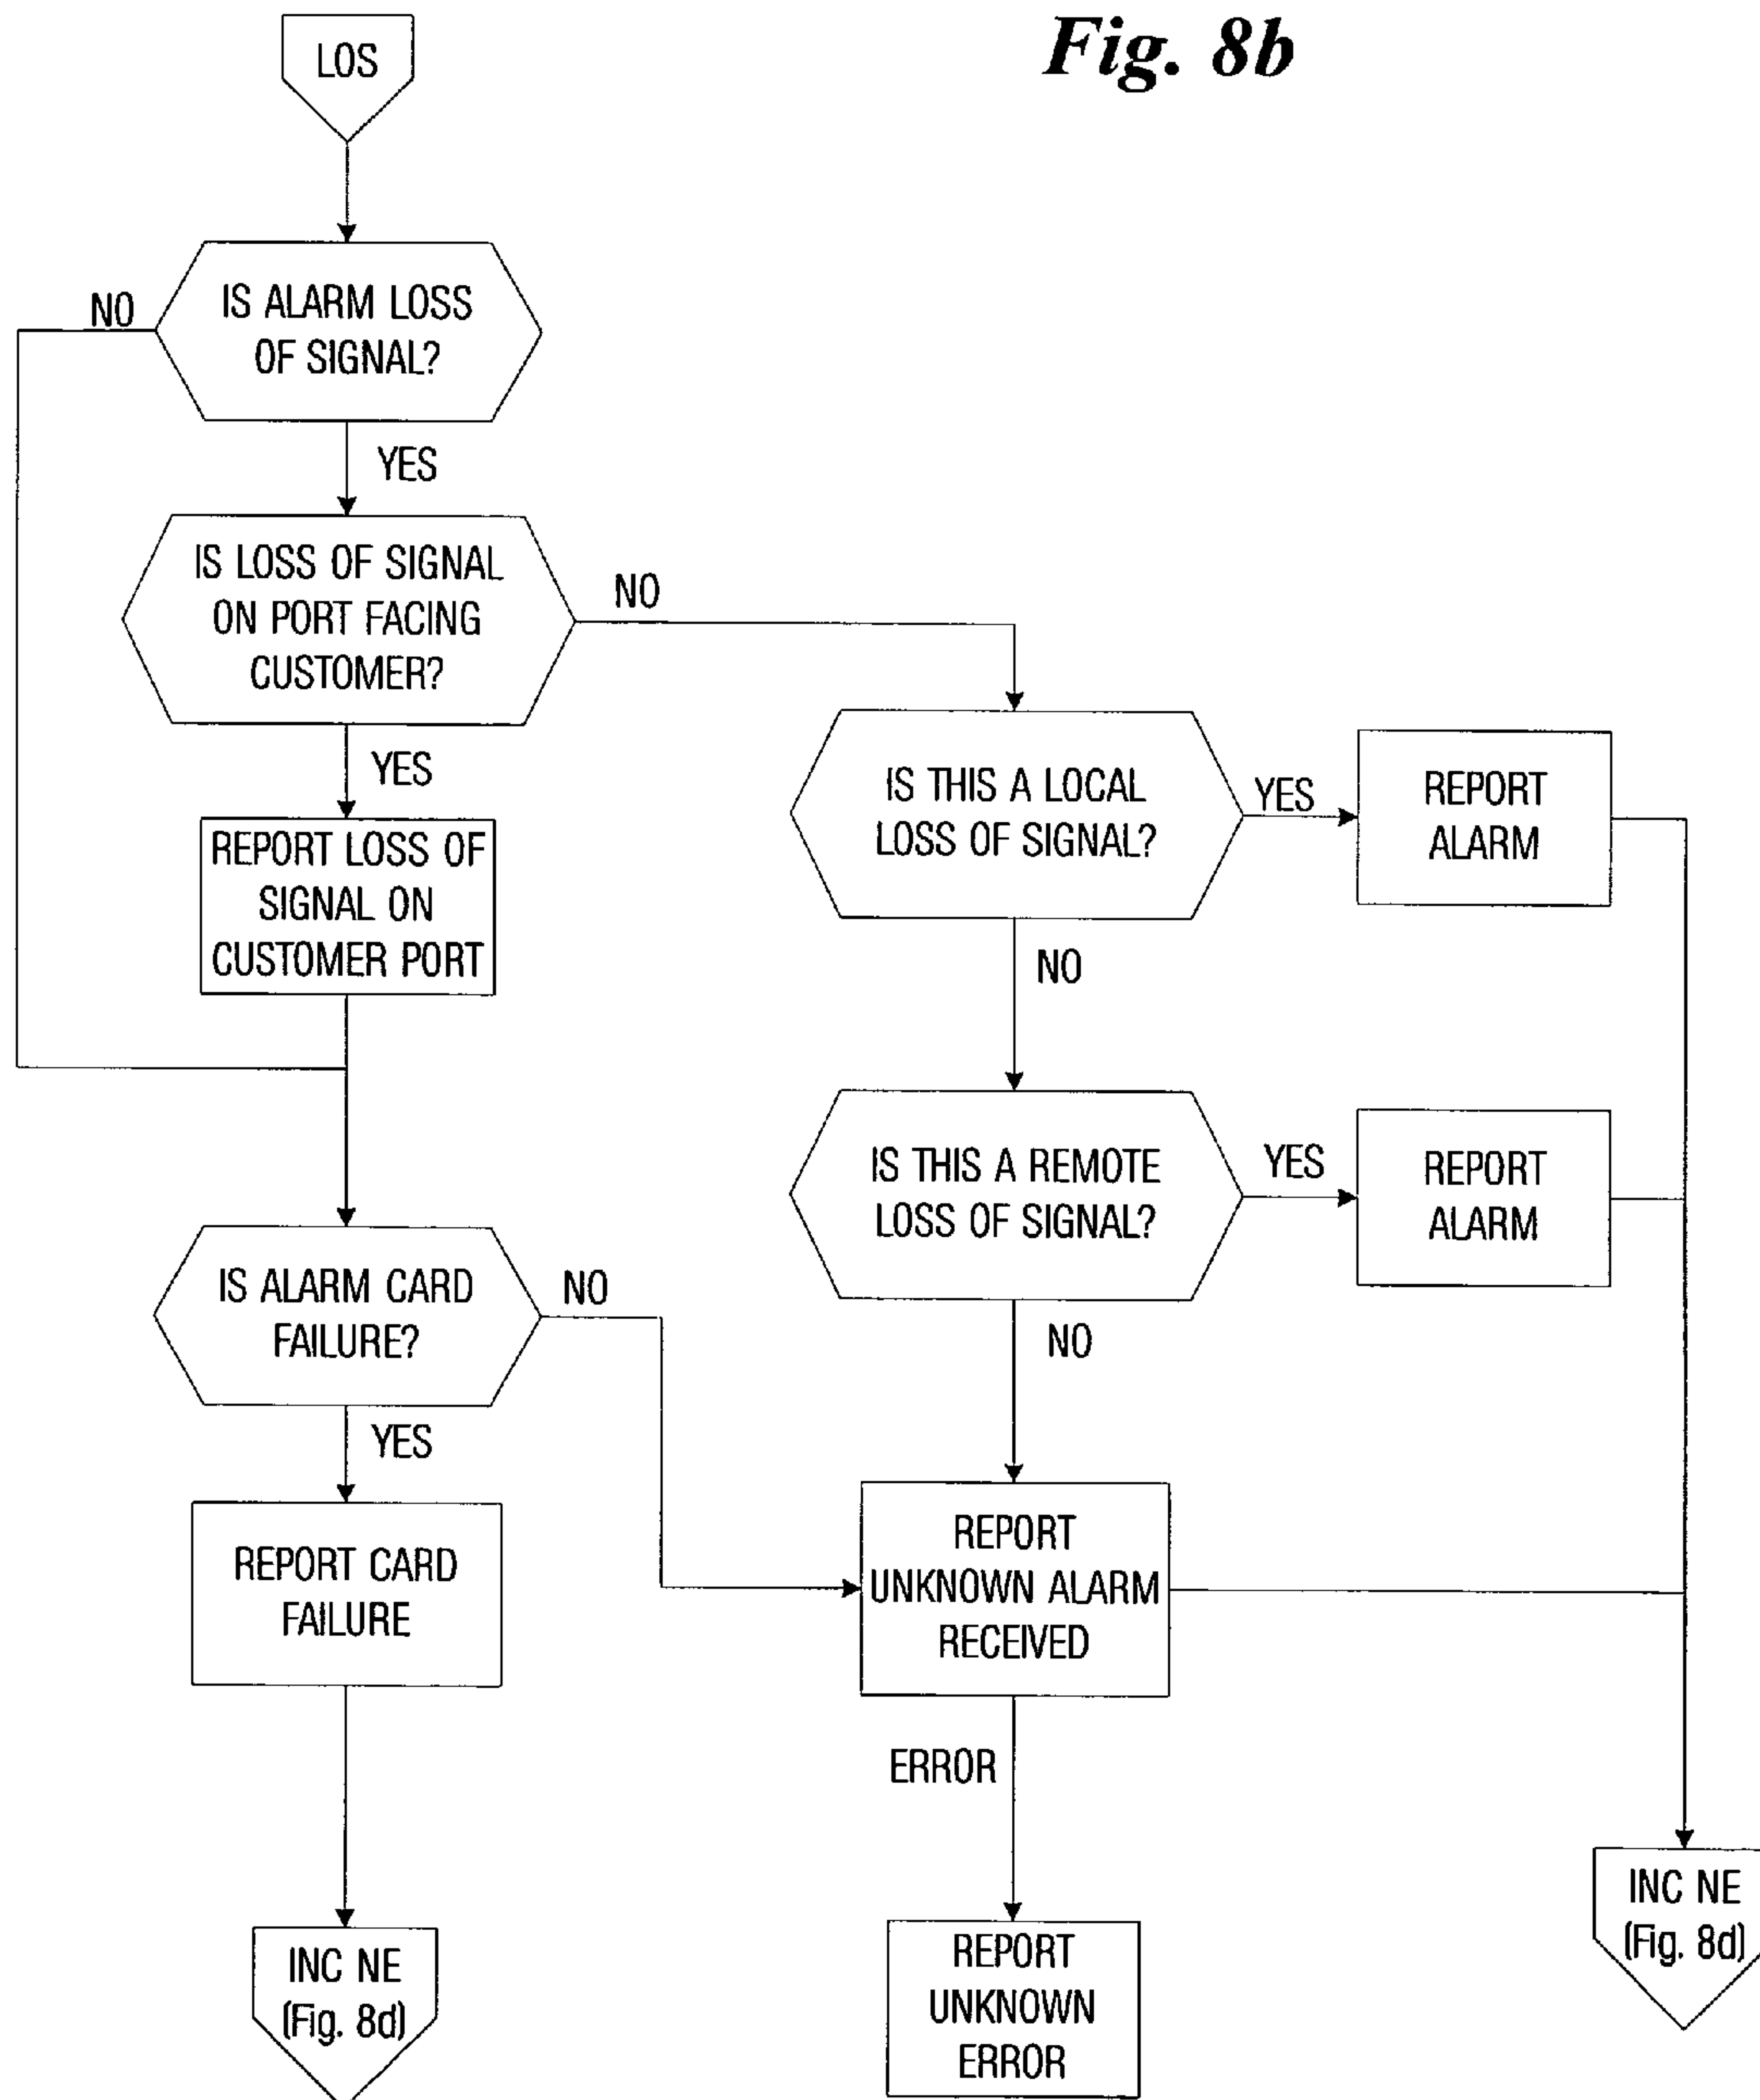 Fig. 8b
LOS
IS ALARM LOSS
OF SIGNAL?
NO
YES
IS LOSS OF SIGNAL
ON PORT FACING
CUSTOMER?
NO
YES
REPORT LOSS OF
SIGNAL ON
CUSTOMER PORT
IS THIS A LOCAL
LOSS OF SIGNAL?
YES
REPORT
ALARM
NO
IS THIS A REMOTE
LOSS OF SIGNAL?
YES
REPORT
ALARM
NO
IS ALARM CARD
FAILURE?
NO
YES
REPORT CARD
FAILURE
REPORT
UNKNOWN ALARM
RECEIVED
ERROR
INC NE
(Fig. 8d)
REPORT
UNKNOWN
ERROR
INC NE
(Fig. 8d)